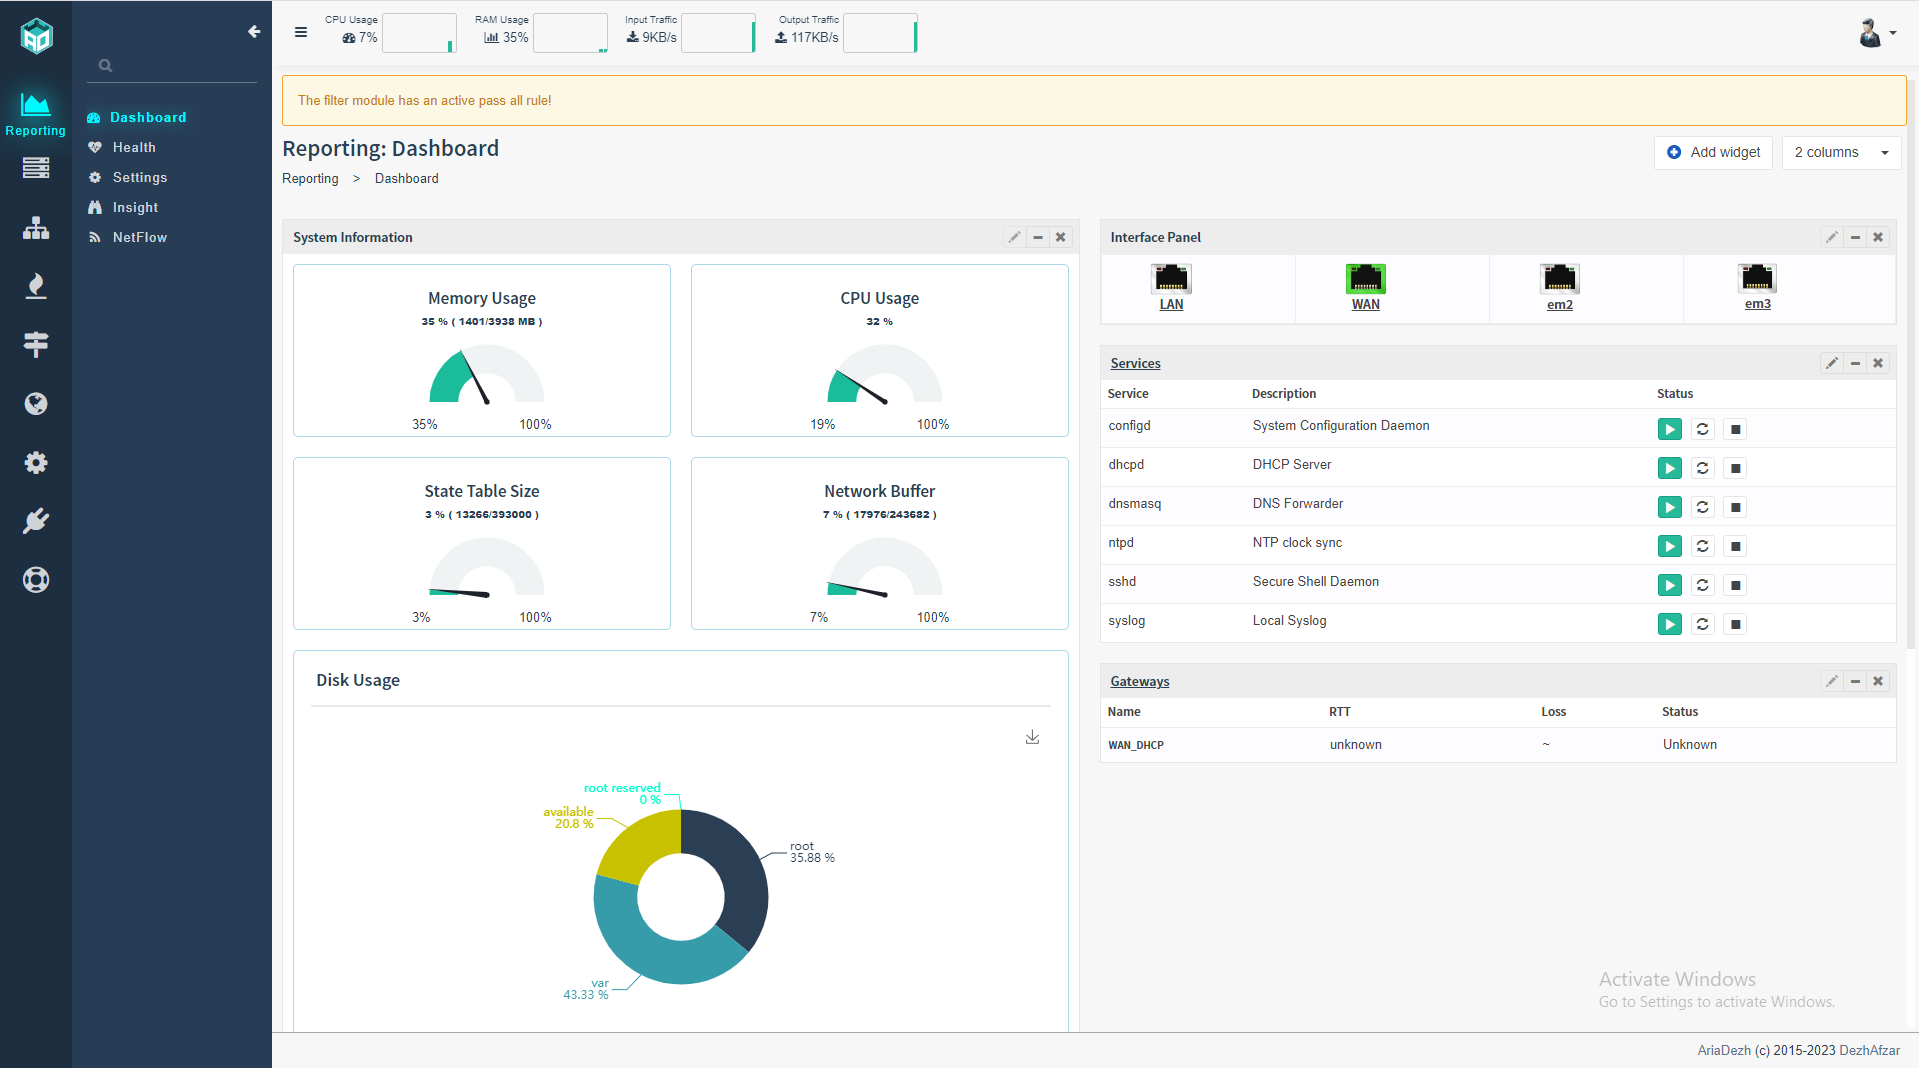 CPU Usage
7%
RAM Usage
35%
Input Traffic
9KB/s
Output Traffic
117KB/s
Reporting
Dashboard
Health
Settings
Insight
NetFlow
The filter module has an active pass all rule!
Reporting: Dashboard
Reporting > Dashboard
Add widget
2 columns
System Information
Memory Usage
35 % ( 1401/3938 MB )
35% 100%
CPU Usage
32 %
19% 100%
State Table Size
3 % ( 13266/393000 )
3% 100%
Network Buffer
7 % ( 17976/243682 )
7% 100%
Disk Usage
root reserved
0 %
available
20.8 %
root
35.88 %
var
43.33 %
Interface Panel
LAN
WAN
em2
em3
Services
Service Description Status
configd System Configuration Daemon
dhcpd DHCP Server
dnsmasq DNS Forwarder
ntpd NTP clock sync
sshd Secure Shell Daemon
syslog Local Syslog
Gateways
Name RTT Loss Status
WAN_DHCP unknown ~ Unknown
Activate Windows
Go to Settings to activate Windows.
AriaDezh (c) 2015-2023 DezhAfzar